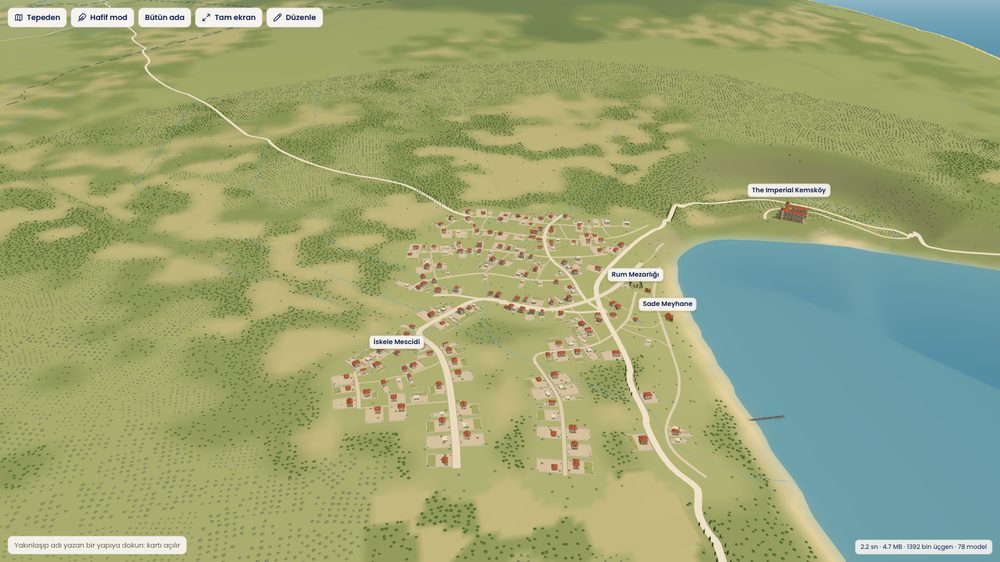 Tepeden
Hafif mod
Bütün ada
Tam ekran
Düzenle
The Imperial Kemsköy
Rum Mezarlığı
Sade Meyhane
İskele Mescidi
Yakınlaşıp adı yazan bir yapıya dokun: kartı açılır
2.2 sn · 4.7 MB · 1392 bin üçgen · 78 model